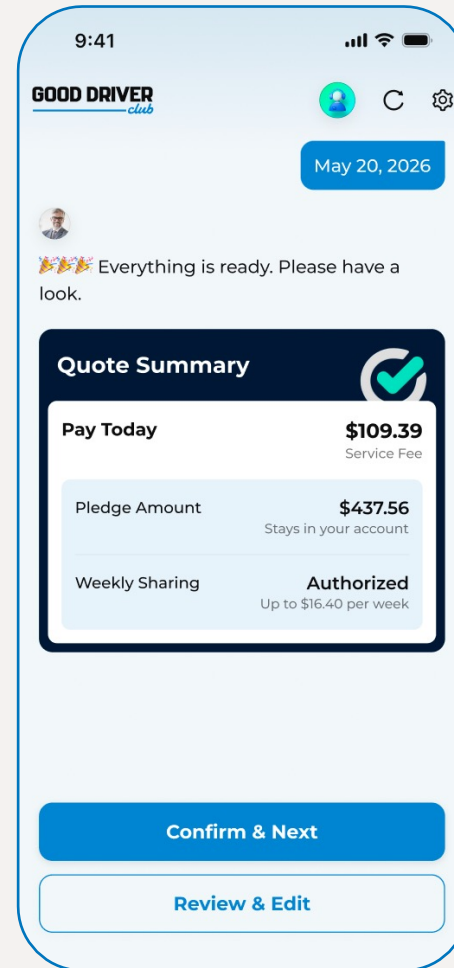 9:41
GOOD DRIVER
club
May 20, 2026
🎉🎉🎉 Everything is ready. Please have a
look.
Quote Summary
Pay Today
$109.39
Service Fee
Pledge Amount
$437.56
Stays in your account
Weekly Sharing
Authorized
Up to $16.40 per week
Confirm & Next
Review & Edit